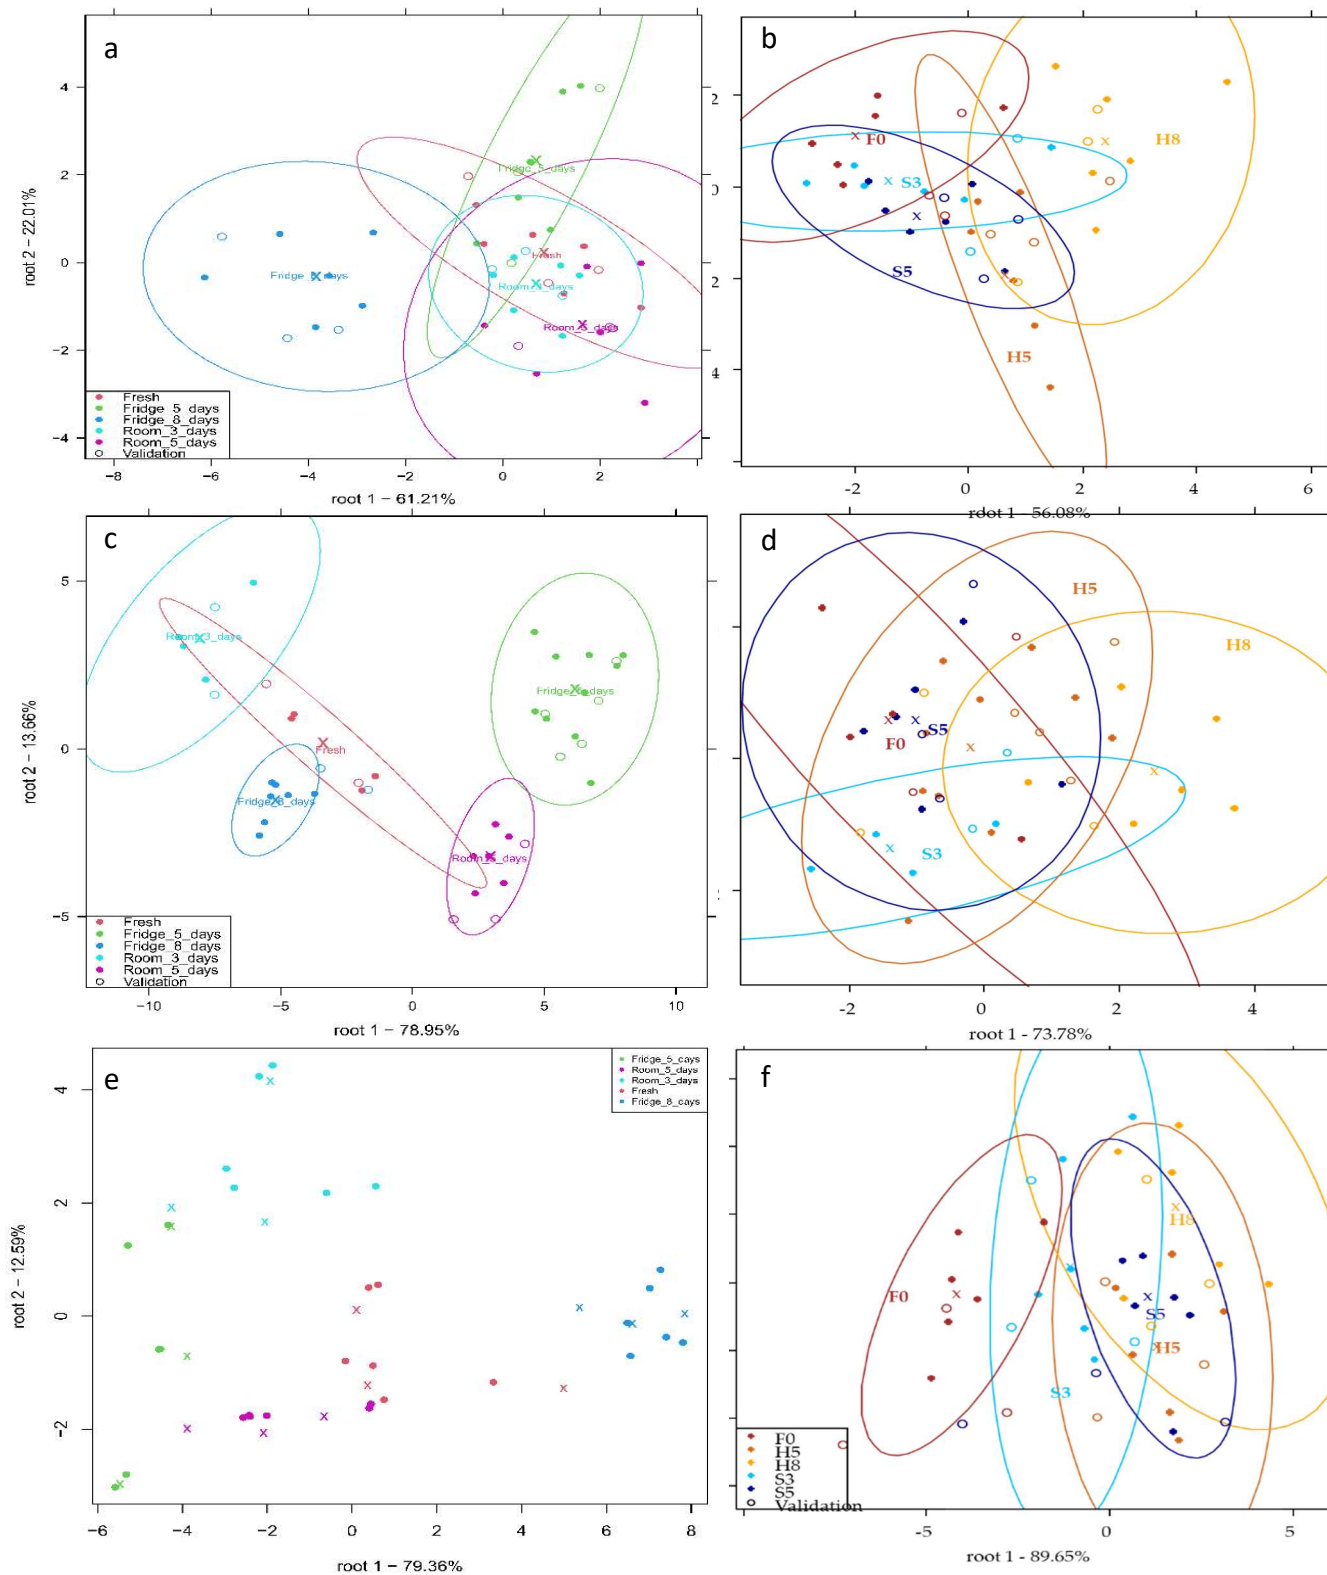 a
4
2
0
−2
−4
root 2 − 22.01%
Fridge_5_days
Fresh
Room_3_days
Room_5_days
Fridge_8_days
Fresh
Fridge_5_days
Fridge_8_days
Room_3_days
Room_5_days
Validation
−8 −6 −4 −2 0 2
root 1 − 61.21%
b
2
0
2
4
F0
S3
S5
H5
H8
-2 0 2 4 6
root 1 - 56.08%
c
5
0
−5
root 2 − 13.66%
Room_3_days
Fresh
Fridge_8_days
Fridge_5_days
Room_5_days
Fresh
Fridge_5_days
Fridge_8_days
Room_3_days
Room_5_days
Validation
−10 −5 0 5 10
root 1 − 78.95%
d
H5
H8
S5
F0
S3
-2 0 2 4
root 1 - 73.78%
e
4
2
0
−2
root 2 − 12.59%
Fridge_5_cays
Room_5_days
Room_3_days
Fresh
Fridge_8_cays
−6 −4 −2 0 2 4 6 8
root 1 − 79.36%
f
H8
F0
S5
H5
S3
F0
H5
H8
S3
S5
Validation
-5 0 5
root 1 - 89.65%